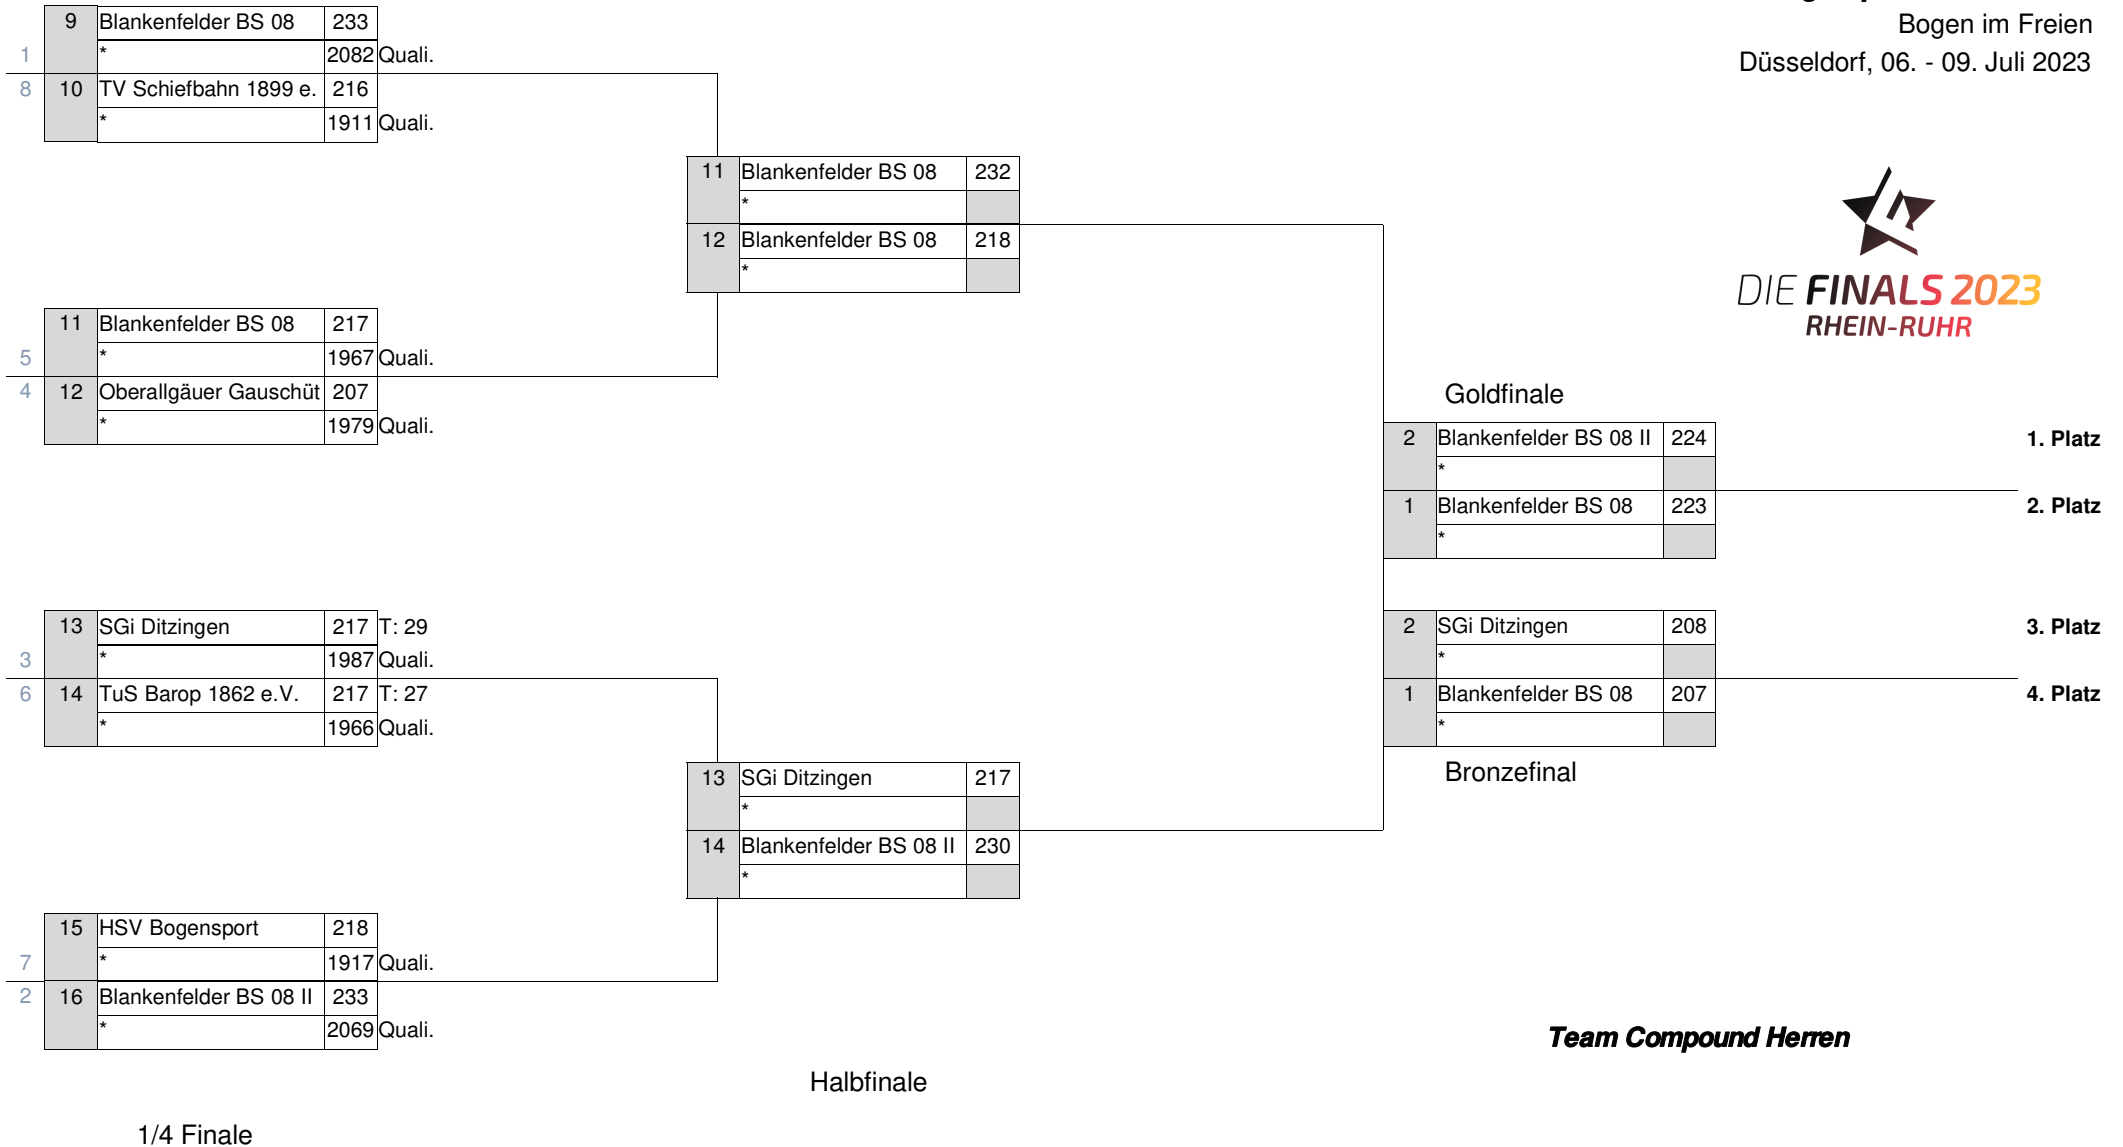 Bogen im Freien
Düsseldorf, 06. - 09. Juli 2023
9 Blankenfelder BS 08 233
1 * 2082 Quali.
8 10 TV Schiefbahn 1899 e. 216
* 1911 Quali.
11 Blankenfelder BS 08 232
*
12 Blankenfelder BS 08 218
*
DIE FINALS 2023
RHEIN-RUHR
11 Blankenfelder BS 08 217
5 * 1967 Quali.
4 12 Oberallgäuer Gauschüt 207
* 1979 Quali.
Goldfinale
2 Blankenfelder BS 08 II 224 1. Platz
*
1 Blankenfelder BS 08 223 2. Platz
*
13 SGi Ditzingen 217 T: 29
3 * 1987 Quali.
6 14 TuS Barop 1862 e.V. 217 T: 27
* 1966 Quali.
2 SGi Ditzingen 208 3. Platz
*
1 Blankenfelder BS 08 207 4. Platz
*
Bronzefinal
13 SGi Ditzingen 217
*
14 Blankenfelder BS 08 II 230
*
15 HSV Bogensport 218
7 * 1917 Quali.
2 16 Blankenfelder BS 08 II 233
* 2069 Quali.
Team Compound Herren
Halbfinale
1/4 Finale